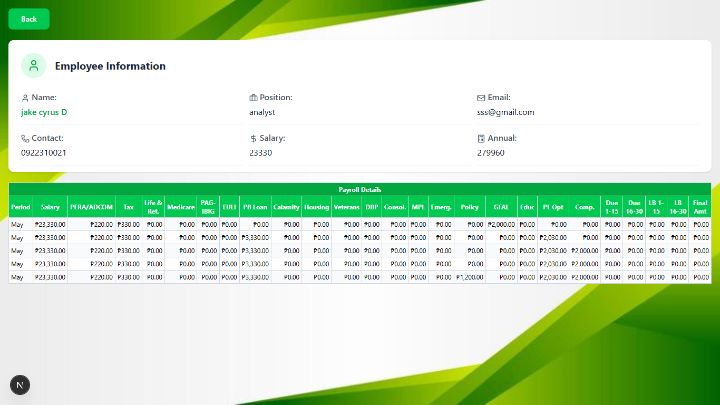 Back
Employee Information
Name: Position: Email:
jake cyrus D analyst sss@gmail.com
Contact: Salary: Annual:
0922310021 23330 279960
Payroll Details
Period Salary PERA/ADCOM Tax Life & Ret. Medicare PAG-IBIG EULI PB Loan Calamity Housing Veterans DBP Consol. MPL Emerg. Policy GFAL Educ PL Opt Comp. Due 1-15 Due 16-30 LB 1-15 LB 16-30 Final Amt
May ₱23,330.00 ₱220.00 ₱330.00 ₱0.00 ₱0.00 ₱0.00 ₱0.00 ₱0.00 ₱0.00 ₱0.00 ₱0.00 ₱0.00 ₱0.00 ₱0.00 ₱0.00 ₱0.00 ₱2,000.00 ₱0.00 ₱0.00 ₱0.00 ₱0.00 ₱0.00 ₱0.00 ₱0.00 ₱0.00
May ₱23,330.00 ₱220.00 ₱330.00 ₱0.00 ₱0.00 ₱0.00 ₱0.00 ₱3,330.00 ₱0.00 ₱0.00 ₱0.00 ₱0.00 ₱0.00 ₱0.00 ₱0.00 ₱0.00 ₱0.00 ₱0.00 ₱2,030.00 ₱0.00 ₱0.00 ₱0.00 ₱0.00 ₱0.00 ₱0.00
May ₱23,330.00 ₱220.00 ₱330.00 ₱0.00 ₱0.00 ₱0.00 ₱0.00 ₱3,330.00 ₱0.00 ₱0.00 ₱0.00 ₱0.00 ₱0.00 ₱0.00 ₱0.00 ₱0.00 ₱0.00 ₱0.00 ₱2,030.00 ₱2,000.00 ₱0.00 ₱0.00 ₱0.00 ₱0.00 ₱0.00
May ₱23,330.00 ₱220.00 ₱330.00 ₱0.00 ₱0.00 ₱0.00 ₱0.00 ₱3,330.00 ₱0.00 ₱0.00 ₱0.00 ₱0.00 ₱0.00 ₱0.00 ₱0.00 ₱0.00 ₱0.00 ₱0.00 ₱2,030.00 ₱2,000.00 ₱0.00 ₱0.00 ₱0.00 ₱0.00 ₱0.00
May ₱23,330.00 ₱220.00 ₱330.00 ₱0.00 ₱0.00 ₱0.00 ₱0.00 ₱3,330.00 ₱0.00 ₱0.00 ₱0.00 ₱0.00 ₱0.00 ₱0.00 ₱0.00 ₱1,200.00 ₱0.00 ₱0.00 ₱2,030.00 ₱2,000.00 ₱0.00 ₱0.00 ₱0.00 ₱0.00 ₱0.00
N